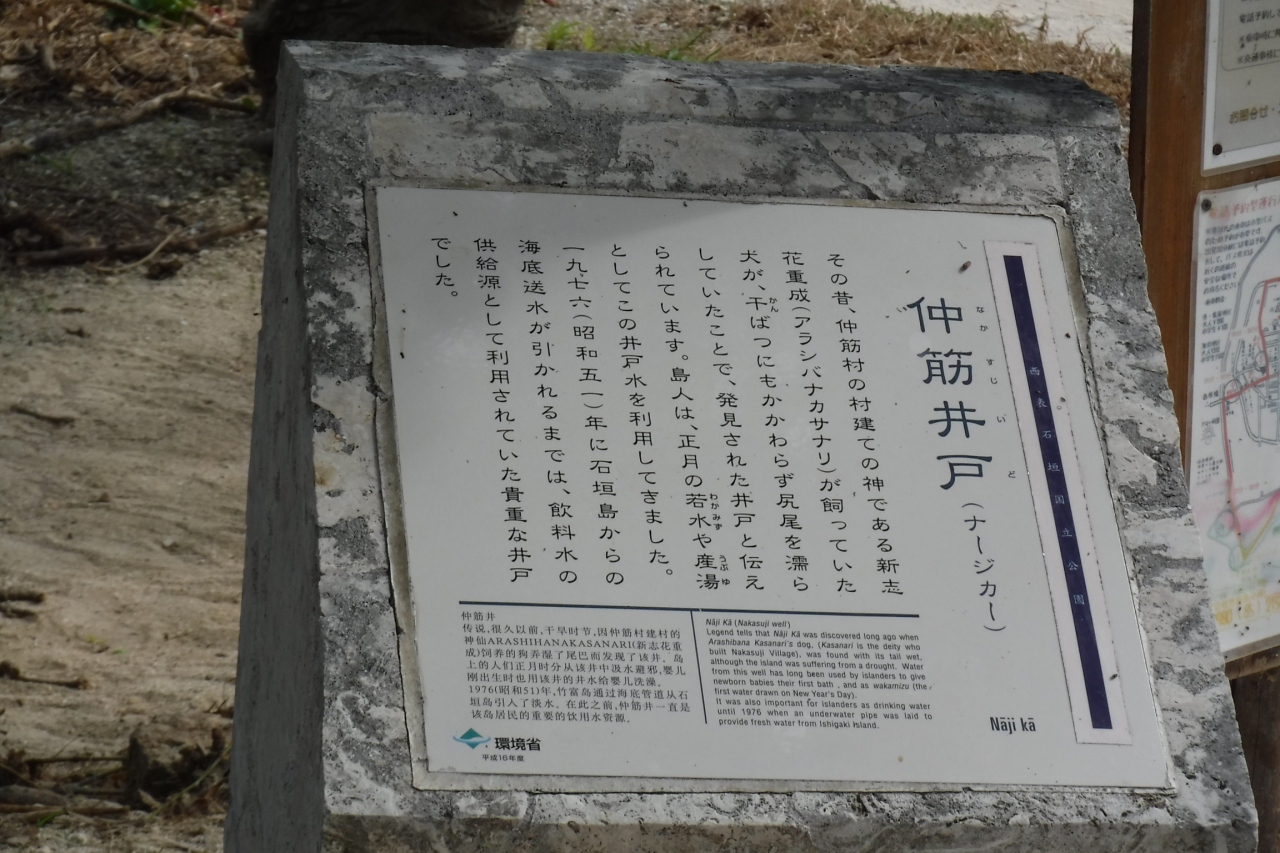 西表石垣国立公園
仲筋井戸(ナージカー)
なか すじ い ど
その昔、仲筋村の村建ての神である新志
花重成(アラシバナカサナリ)が飼っていた
犬が、干ばつにもかかわらず尻尾を濡ら
かん
していたことで、発見された井戸と伝え
られています。島人は、正月の若水や産湯
わかみず うぶゆ
としてこの井戸水を利用してきました。
一九七六(昭和五一)年に石垣島からの
海底送水が引かれるまでは、飲料水の
供給源として利用されていた貴重な井戸
でした。
仲筋井
传说,很久以前,干旱时节,因仲筋村建村的
神仙ARASHIHANAKASANARI(新志花重
成)饲养的狗弄湿了尾巴而发现了该井。岛
上的人们正月时分从该井中汲水避邪,婴儿
刚出生时也用该井的井水给婴儿洗澡。
1976(昭和51)年,竹富岛通过海底管道从石
垣岛引入了淡水。在此之前,仲筋井一直是
该岛居民的重要的饮用水资源。
Nāji Kā (Nakasuji well)
Legend tells that Nāji Kā was discovered long ago when
Arashibana Kasanari's dog, (Kasanari is the deity who
built Nakasuji Village), was found with its tail wet,
although the island was suffering from a drought. Water
from this well has long been used by islanders to give
newborn babies their first bath , and as wakamizu (the
first water drawn on New Year's Day).
It was also important for islanders as drinking water
until 1976 when an underwater pipe was laid to
provide fresh water from Ishigaki Island.
Nāji kā
環境省
平成16年度
お問合せ